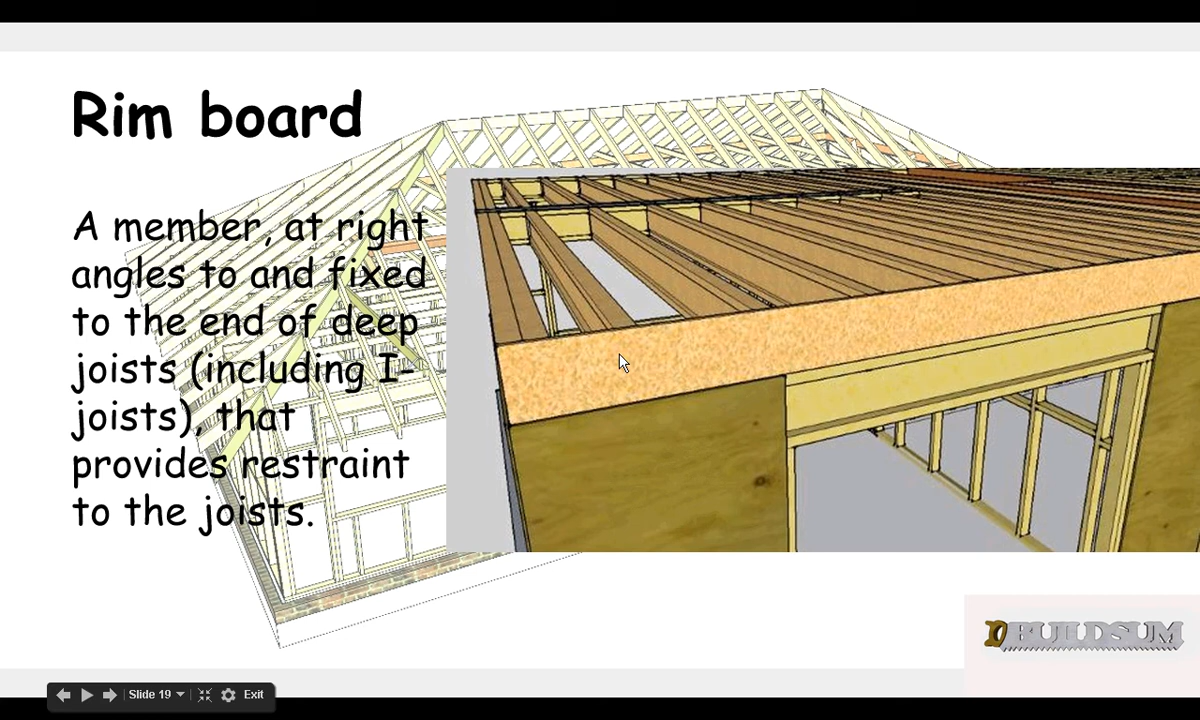 Rim board
A member, at right
angles to and fixed
to the end of deep
joists (including I-
joists), that
provides restraint
to the joists.
BUILDSUM
Slide 19
Exit